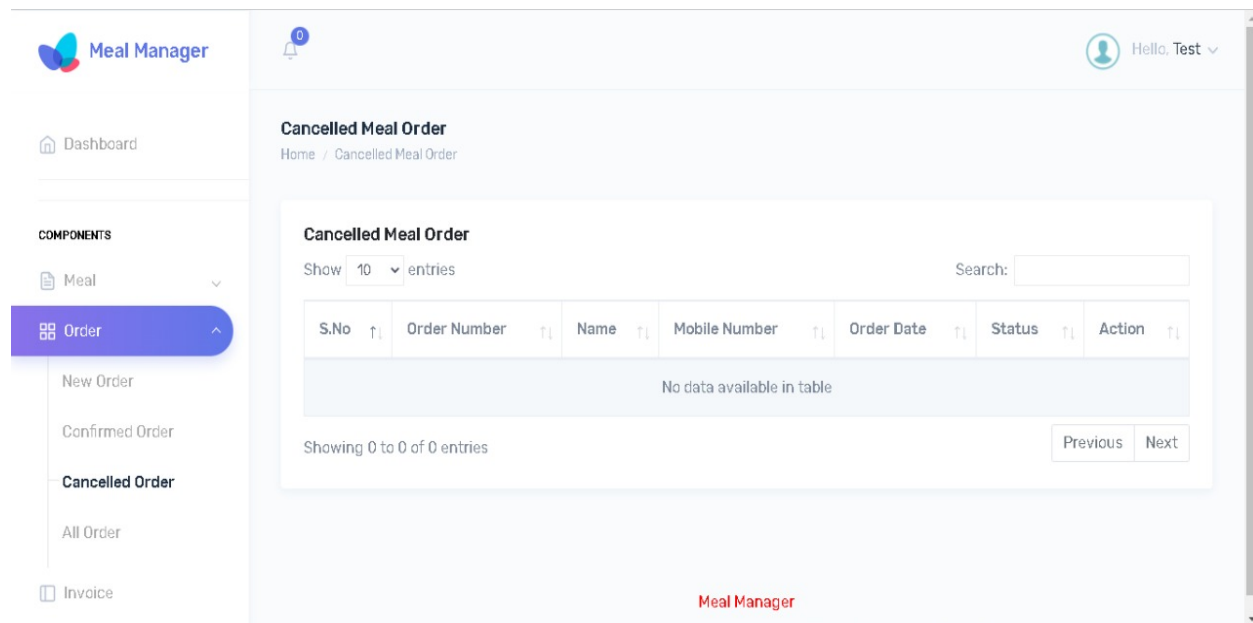 Meal Manager
0
Hello, Test
Dashboard
COMPONENTS
Meal
Order
New Order
Confirmed Order
Cancelled Order
All Order
Invoice
Cancelled Meal Order
Home / Cancelled Meal Order
Cancelled Meal Order
Show 10 entries
Search:
S.No Order Number Name Mobile Number Order Date Status Action
No data available in table
Showing 0 to 0 of 0 entries
Previous Next
Meal Manager